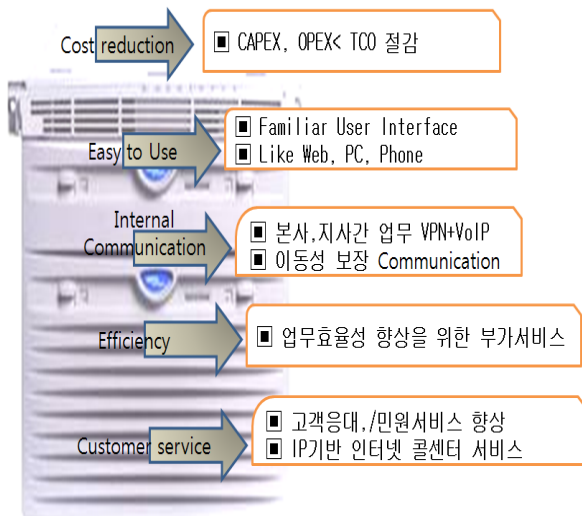 Cost reduction
▣ CAPEX, OPEX< TCO 절감
Easy to Use
▣ Familiar User Interface
▣ Like Web, PC, Phone
Internal
Communication
▣ 본사,지사간 업무 VPN+VoIP
▣ 이동성 보장 Communication
Efficiency
▣ 업무효율성 향상을 위한 부가서비스
Customer service
▣ 고객응대,/민원서비스 향상
▣ IP기반 인터넷 콜센터 서비스